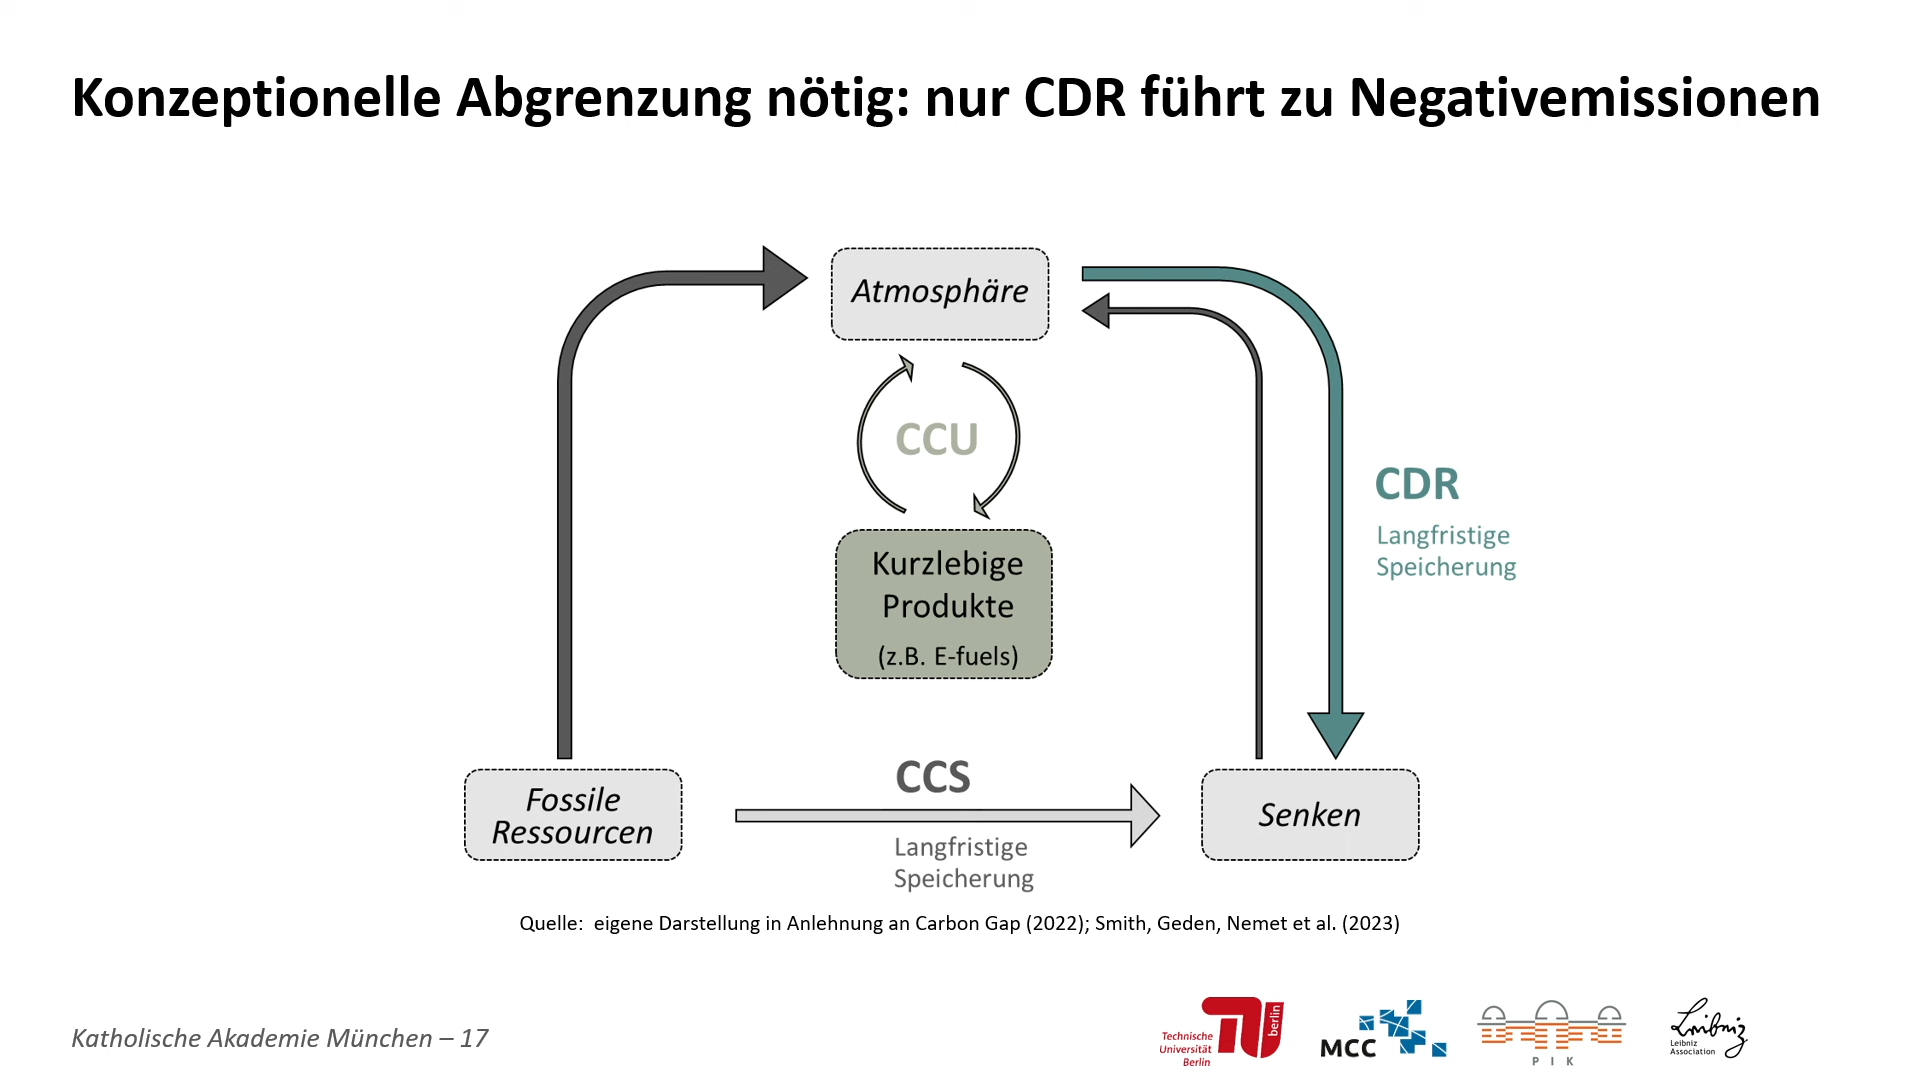 Konzeptionelle Abgrenzung nötig: nur CDR führt zu Negativemissionen
Atmosphäre
CCU
CDR
Langfristige
Speicherung
Kurzlebige
Produkte
(z.B. E-fuels)
CCS
Fossile
Ressourcen
Senken
Langfristige
Speicherung
Quelle: eigene Darstellung in Anlehnung an Carbon Gap (2022); Smith, Geden, Nemet et al. (2023)
Katholische Akademie München – 17
Technische
Universität
Berlin
berlin
MCC
PIK
Leibniz
Leibniz
Association